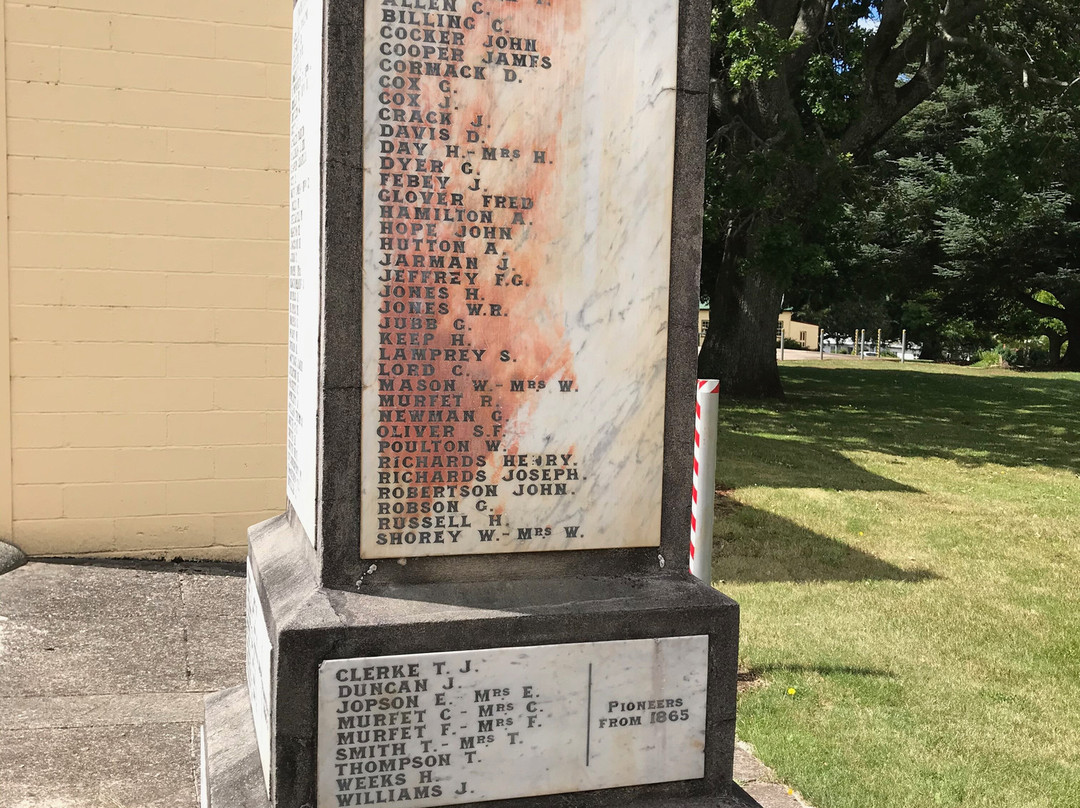 ALLEN C.
BILLING C.
COCKER JOHN
COOPER JAMES
CORMACK D.
COX G.
COX J.
CRACK J.
DAVIS D.
DAY H.-MRS H.
DYER G.
FEBEY J.
GLOVER FRED
HAMILTON A.
HOPE JOHN
HUTTON A.
JARMAN J.
JEFFREY F.G.
JONES H.
JONES W.R.
JUBB G.
KEEP H.
LAMPREY S.
LORD C.
MASON W.-MRS W.
MURFET R.
NEWMAN G.
OLIVER S.F.
POULTON W.
RICHARDS HENRY.
RICHARDS JOSEPH.
ROBERTSON JOHN.
ROBSON G.
RUSSELL H.
SHOREY W.-MRS W.
CLERKE T. J.
DUNCAN J.
JOPSON E.- MRS E.
MURFET C- MRS C.
MURFET F.- MRS F.
SMITH T.- MRS T.
THOMPSON T.
WEEKS H.
WILLIAMS J.
PIONEERS
FROM 1865